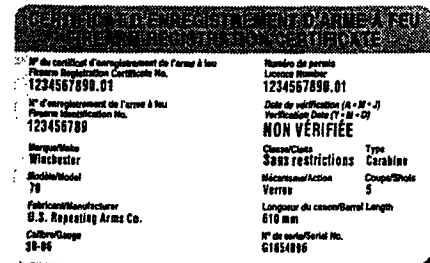 CERTIFICAT D'ENREGISTREMENT D'ARME À FEU
FIREARM REGISTRATION CERTIFICATE
N° du certificat d'enregistrement de l'arme à feu
Firearm Registration Certificate No.
1234567890.01
N° d'enregistrement de l'arme à feu
Firearm Identification No.
123456789
Marque/Make
Winchester
Modèle/Model
70
Fabricant/Manufacturer
U.S. Repeating Arms Co.
Calibre/Gauge
30-06
Numéro de permis
Licence Number
1234567890.01
Date de vérification (A • M • J)
Verification Date (Y • M • D)
NON VÉRIFIÉE
Classe/Class
Sans restrictions
Type
Carabine
Mécanisme/Action
Verrou
Coups/Shots
5
Longueur du canon/Barrel Length
610 mm
N° de série/Serial No.
G1654096